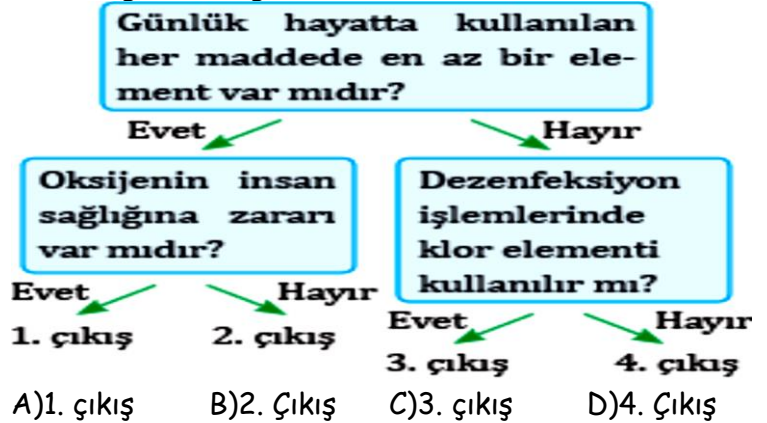 Günlük hayatta kullanılan
her maddede en az bir ele-
ment var mıdır?
Evet
Hayır
Oksijenin insan
sağlığına zararı
var mıdır?
Dezenfeksiyon
işlemlerinde
klor elementi
kullanılır mı?
Evet
Hayır
1. çıkış
2. çıkış
Evet
Hayır
3. çıkış
4. çıkış
A)1. çıkış B)2. Çıkış C)3. çıkış D)4. Çıkış